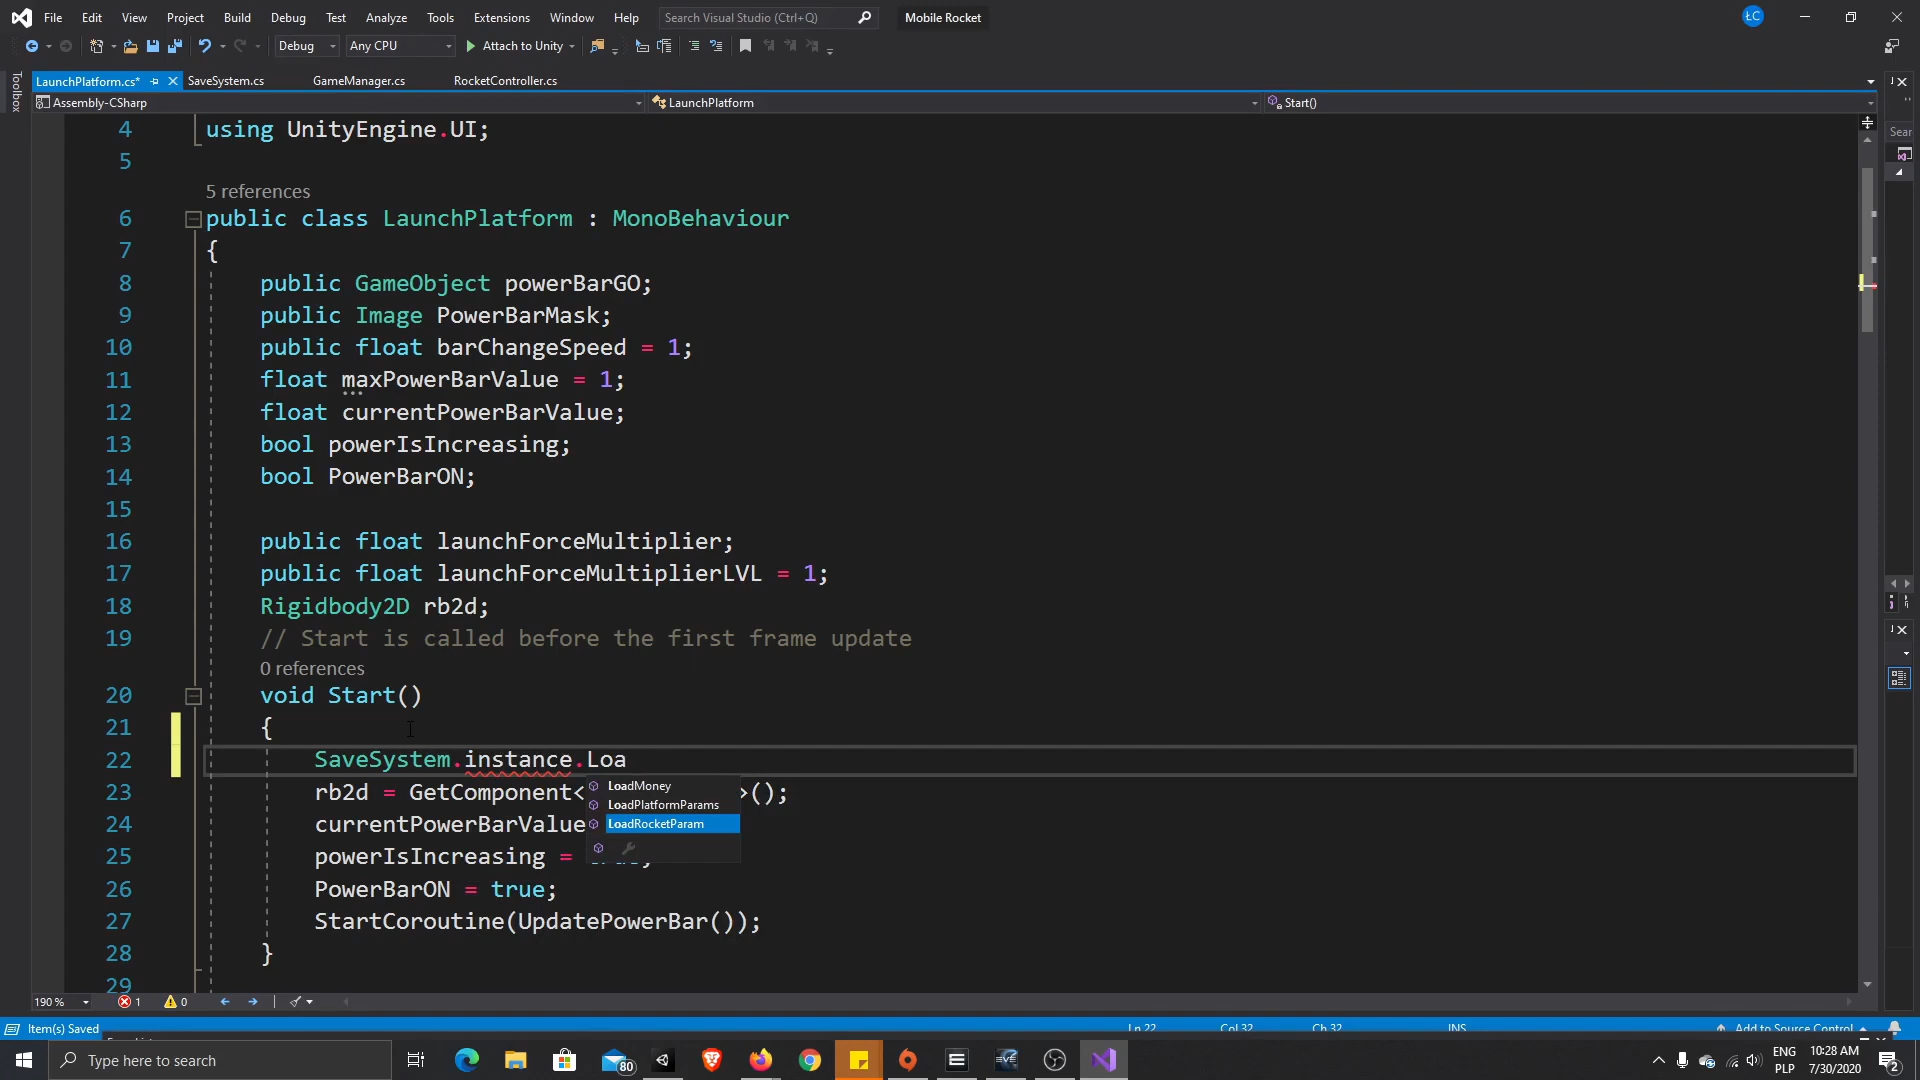 File Edit View Project Build Debug Test Analyze Tools Extensions Window Help Search Visual Studio (Ctrl+Q) Mobile Rocket ŁC
Debug Any CPU Attach to Unity
Toolbox
LaunchPlatform.cs* SaveSystem.cs GameManager.cs RocketController.cs
Assembly-CSharp LaunchPlatform Start()
Sear
4 using UnityEngine.UI;
5
5 references
6 public class LaunchPlatform : MonoBehaviour
7 {
8 public GameObject powerBarGO;
9 public Image PowerBarMask;
10 public float barChangeSpeed = 1;
11 float maxPowerBarValue = 1;
12 float currentPowerBarValue;
13 bool powerIsIncreasing;
14 bool PowerBarON;
15
16 public float launchForceMultiplier;
17 public float launchForceMultiplierLVL = 1;
18 Rigidbody2D rb2d;
19 // Start is called before the first frame update
0 references
20 void Start()
21 {
22 SaveSystem.instance.Loa
LoadMoney
LoadPlatformParams
LoadRocketParam
23 rb2d = GetComponent< >();
24 currentPowerBarValue
25 powerIsIncreasing =
26 PowerBarON = true;
27 StartCoroutine(UpdatePowerBar());
28 }
29
190 % 1 0
Item(s) Saved Ln 22 Col 32 Ch 32 INS Add to Source Control
Type here to search 80 ENG PLP 10:28 AM 7/30/2020 2